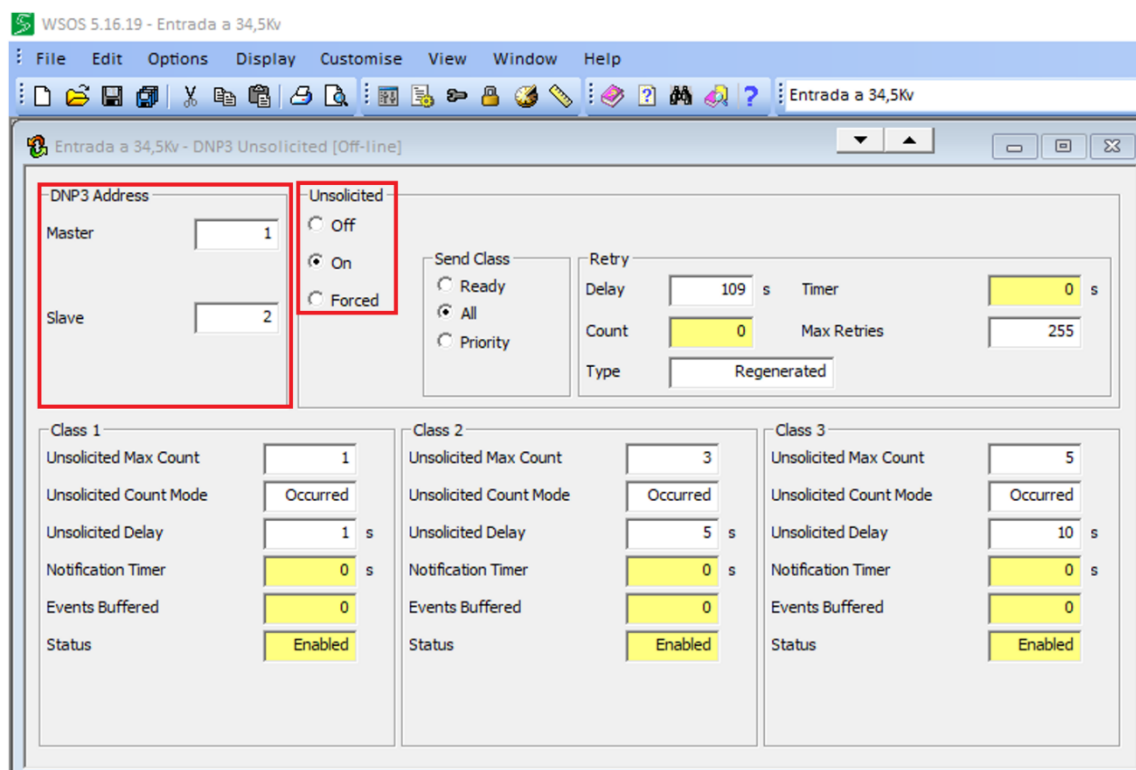 WSOS 5.16.19 - Entrada a 34,5Kv
File Edit Options Display Customise View Window Help
Entrada a 34,5Kv
Entrada a 34,5Kv - DNP3 Unsolicited [Off-line]
DNP3 Address
Master 1
Slave 2
Unsolicited
Off
On
Forced
Send Class
Ready
All
Priority
Retry
Delay 109 s Timer 0 s
Count 0 Max Retries 255
Type Regenerated
Class 1
Unsolicited Max Count 1
Unsolicited Count Mode Occurred
Unsolicited Delay 1 s
Notification Timer 0 s
Events Buffered 0
Status Enabled
Class 2
Unsolicited Max Count 3
Unsolicited Count Mode Occurred
Unsolicited Delay 5 s
Notification Timer 0 s
Events Buffered 0
Status Enabled
Class 3
Unsolicited Max Count 5
Unsolicited Count Mode Occurred
Unsolicited Delay 10 s
Notification Timer 0 s
Events Buffered 0
Status Enabled